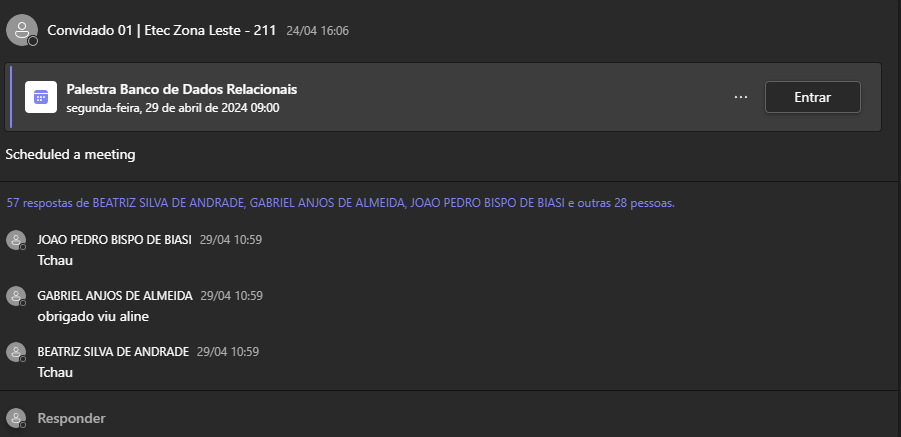 Convidado 01 | Etec Zona Leste - 211 24/04 16:06
Palestra Banco de Dados Relacionais
segunda-feira, 29 de abril de 2024 09:00
... Entrar
Scheduled a meeting
57 respostas de BEATRIZ SILVA DE ANDRADE, GABRIEL ANJOS DE ALMEIDA, JOAO PEDRO BISPO DE BIASI e outras 28 pessoas.
JOAO PEDRO BISPO DE BIASI 29/04 10:59
Tchau
GABRIEL ANJOS DE ALMEIDA 29/04 10:59
obrigado viu aline
BEATRIZ SILVA DE ANDRADE 29/04 10:59
Tchau
Responder